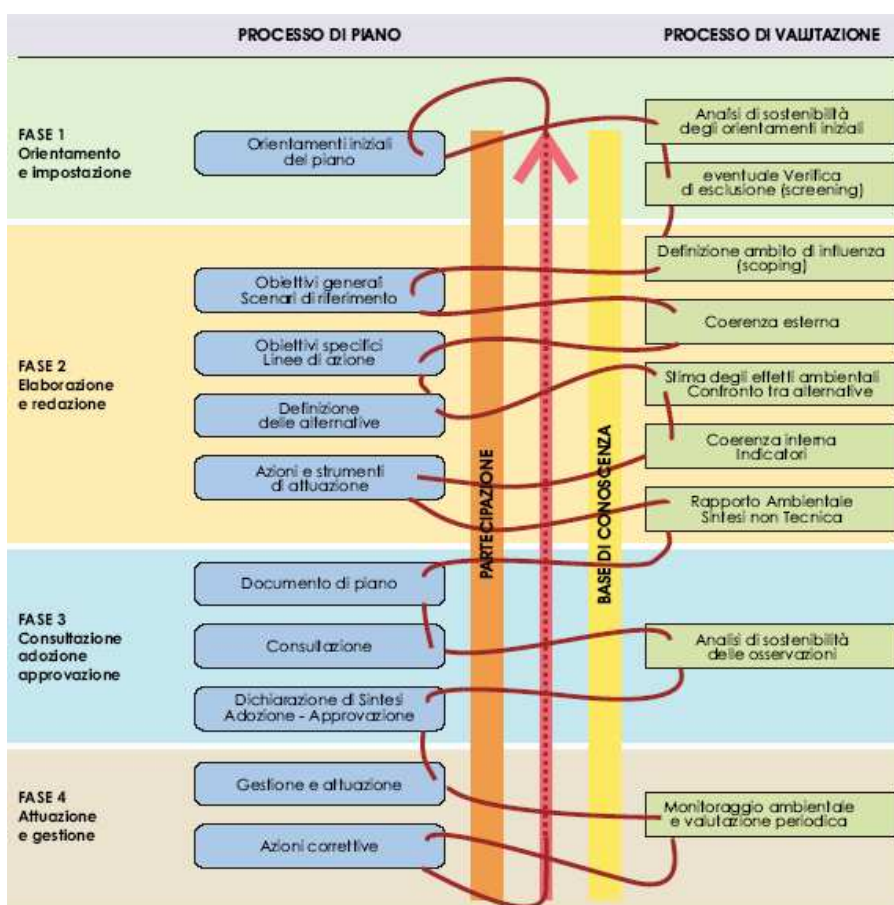 PROCESSO DI PIANO
PROCESSO DI VALUTAZIONE
FASE 1
Orientamento
e impostazione
Orientamenti iniziali
del piano
Analisi di sostenibilità
degli orientamenti iniziali
eventuale Verifica
di esclusione (screening)
FASE 2
Elaborazione
e redazione
Definizione ambito di influenza
(scoping)
Obiettivi generali
Scenari di riferimento
Coerenza esterna
Obiettivi specifici
Linee di azione
Stima degli effetti ambientali
Confronto tra alternative
Definizione
delle alternative
Coerenza interna
Indicatori
Azioni e strumenti
di attuazione
Rapporto Ambientale
Sintesi non Tecnica
PARTECIPAZIONE
BASE DI CONOSCENZA
FASE 3
Consultazione
adozione
approvazione
Documento di piano
Consultazione
Analisi di sostenibilità
delle osservazioni
Dichiarazione di Sintesi
Adozione - Approvazione
FASE 4
Attuazione
e gestione
Gestione e attuazione
Monitoraggio ambientale
e valutazione periodica
Azioni correttive